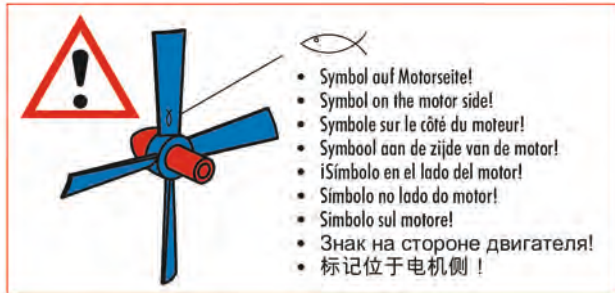 • Symbol auf Motorseite!
• Symbol on the motor side!
• Symbole sur le côté du moteur!
• Symbool aan de zijde van de motor!
• ¡Símbolo en el lado del motor!
• Símbolo no lado do motor!
• Simbolo sul motore!
• Знак на стороне двигателя!
• 标记位于电机侧！